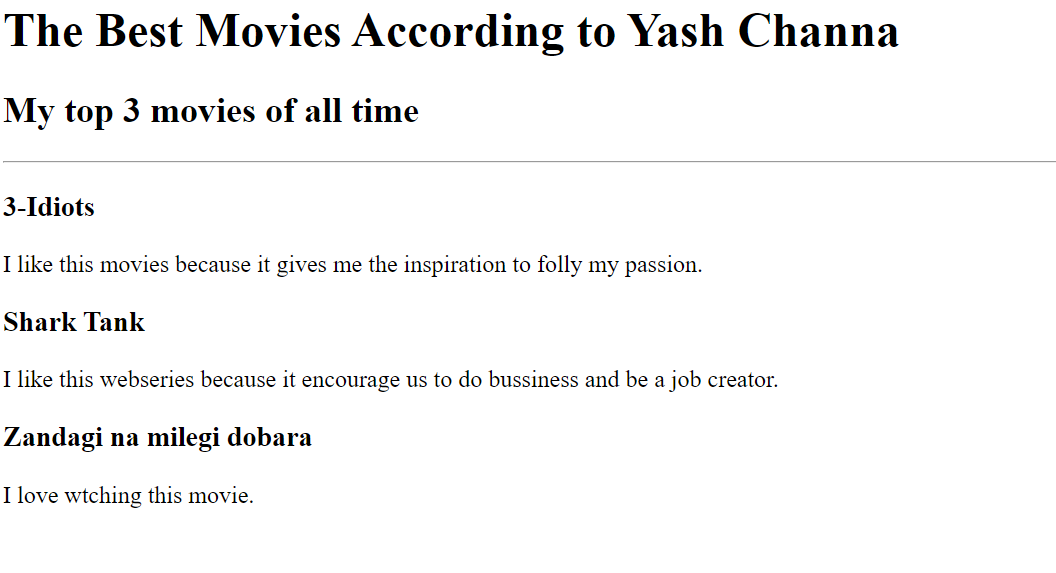 The Best Movies According to Yash Channa
My top 3 movies of all time
3-Idiots
I like this movies because it gives me the inspiration to folly my passion.
Shark Tank
I like this webseries because it encourage us to do bussiness and be a job creator.
Zandagi na milegi dobara
I love wtching this movie.